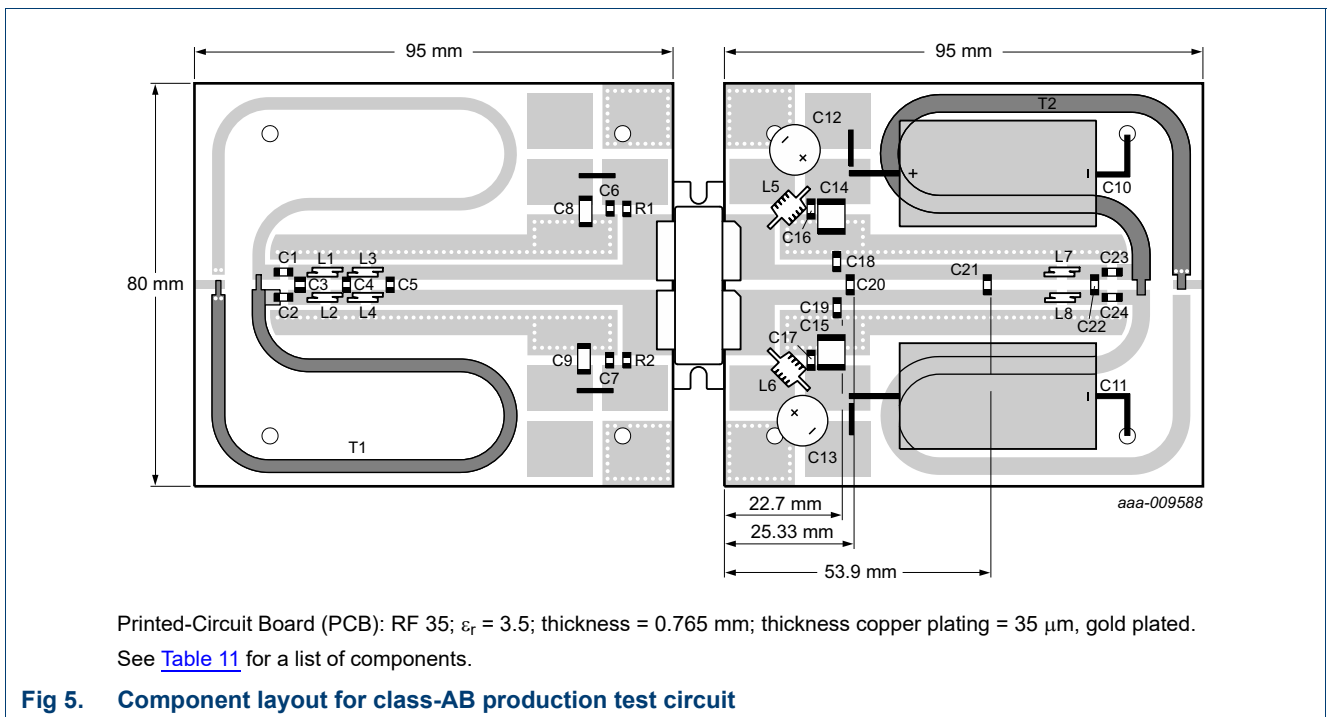 95 mm
95 mm
80 mm
T2
C12
L5
C14
C10
C16
C6
C8
R1
C1
L1
L3
C3
C4
C5
C2
L2
L4
C18
C20
C21
L7
C23
C19
C15
C17
L8
C24
C22
C9
R2
C7
L6
C11
T1
C13
+
-
+
-
+
-
-
22.7 mm
25.33 mm
53.9 mm
aaa-009588
Printed-Circuit Board (PCB): RF 35; εr = 3.5; thickness = 0.765 mm; thickness copper plating = 35 μm, gold plated.
See Table 11 for a list of components.
Fig 5. Component layout for class-AB production test circuit